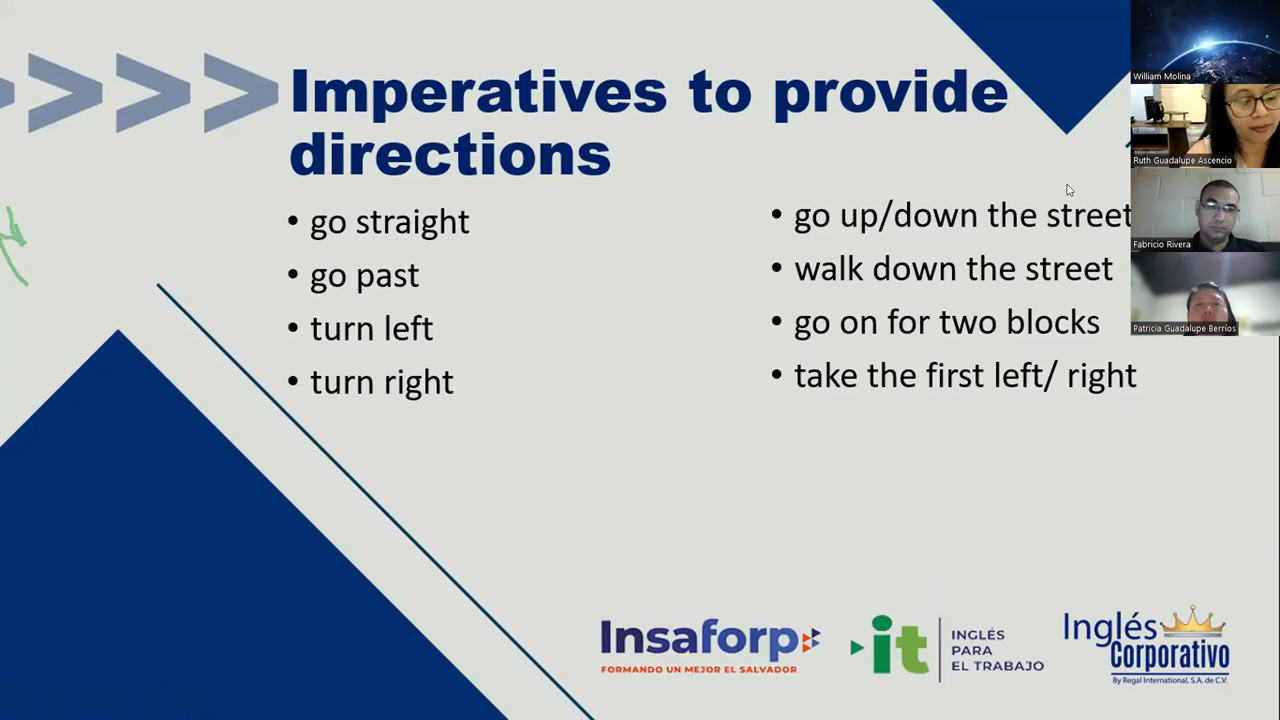 Imperatives to provide
directions
• go straight
• go past
• turn left
• turn right
• go up/down the street
• walk down the street
• go on for two blocks
• take the first left/ right
William Molina
Ruth Guadalupe Ascencio
Fabricio Rivera
Patricia Guadalupe Berrios
Insaforp
FORMANDO UN MEJOR EL SALVADOR
it
INGLÉS
PARA
EL TRABAJO
Inglés
Corporativo
By Regal International, S.A. de C.V.